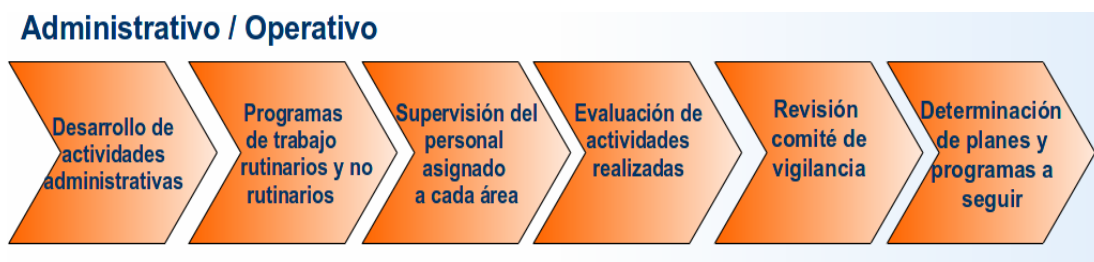 Administrativo / Operativo
Desarrollo de
actividades
administrativas
Programas
de trabajo
rutinarios y no
rutinarios
Supervisión del
personal
asignado
a cada área
Evaluación de
actividades
realizadas
Revisión
comité de
vigilancia
Determinación
de planes y
programas a
seguir